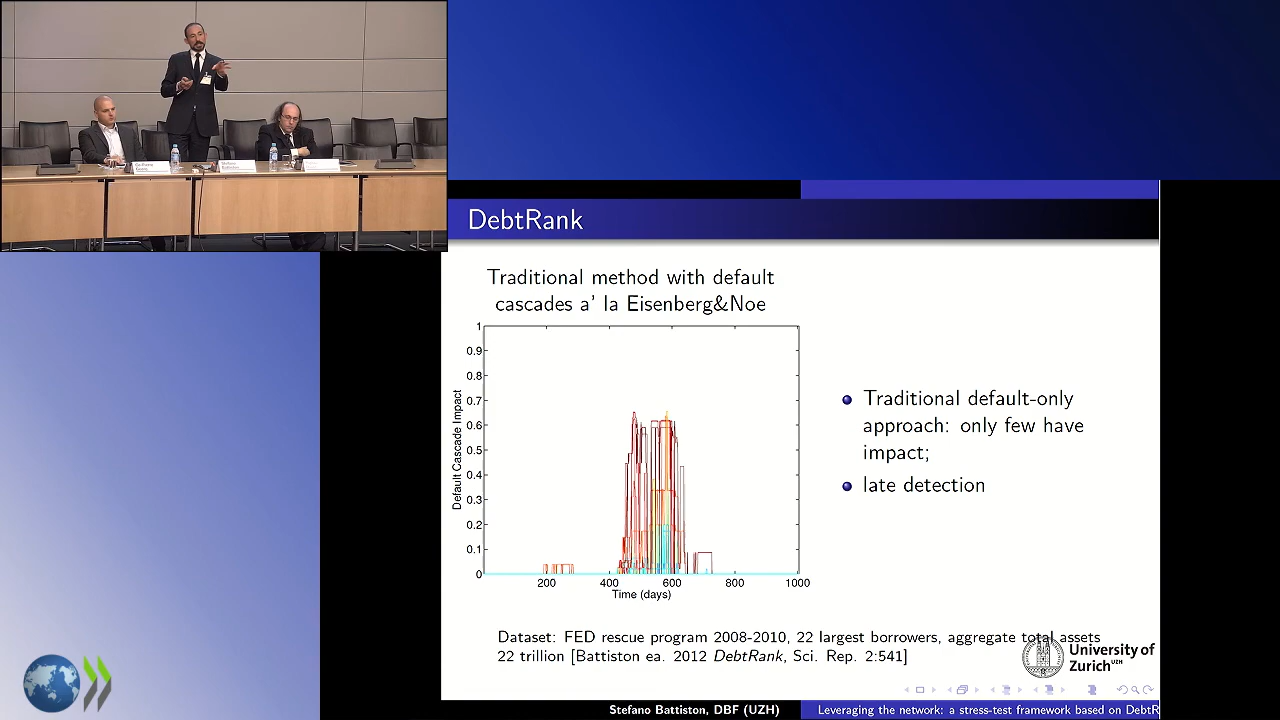 DebtRank
Traditional method with default
cascades a' la Eisenberg&Noe
1
0.9
0.8
0.7
0.6
0.5
0.4
0.3
0.2
0.1
0
Default Cascade Impact
200 400 600 800 1000
Time (days)
Traditional default-only
approach: only few have
impact;
late detection
Dataset: FED rescue program 2008-2010, 22 largest borrowers, aggregate total assets
22 trillion [Battiston ea. 2012 DebtRank, Sci. Rep. 2:541]
University of
Zurich UZH
Stefano Battiston, DBF (UZH)
Leveraging the network: a stress-test framework based on DebtR